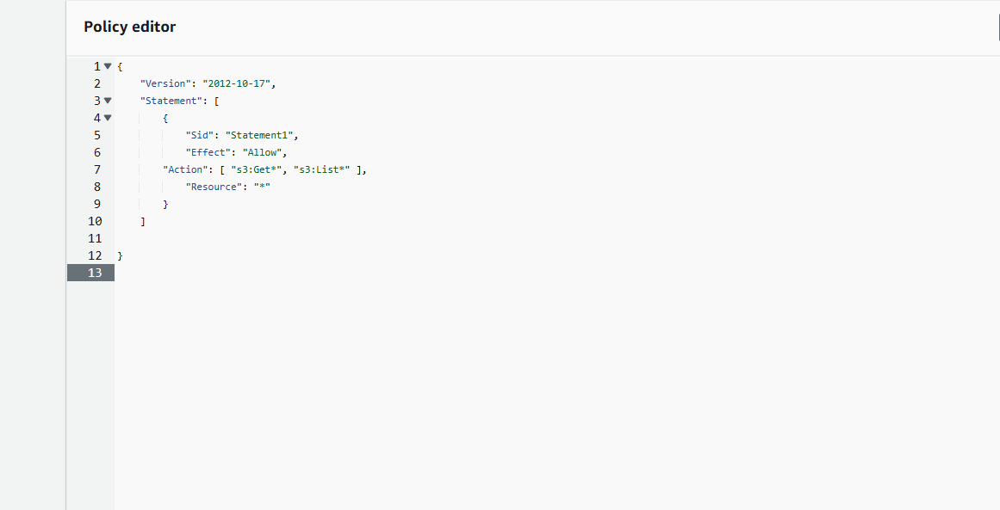 Policy editor
1 {
2 "Version": "2012-10-17",
3 "Statement": [
4 {
5 "Sid": "Statement1",
6 "Effect": "Allow",
7 "Action": [ "s3:Get*", "s3:List*" ],
8 "Resource": "*"
9 }
10 ]
11
12 }
13